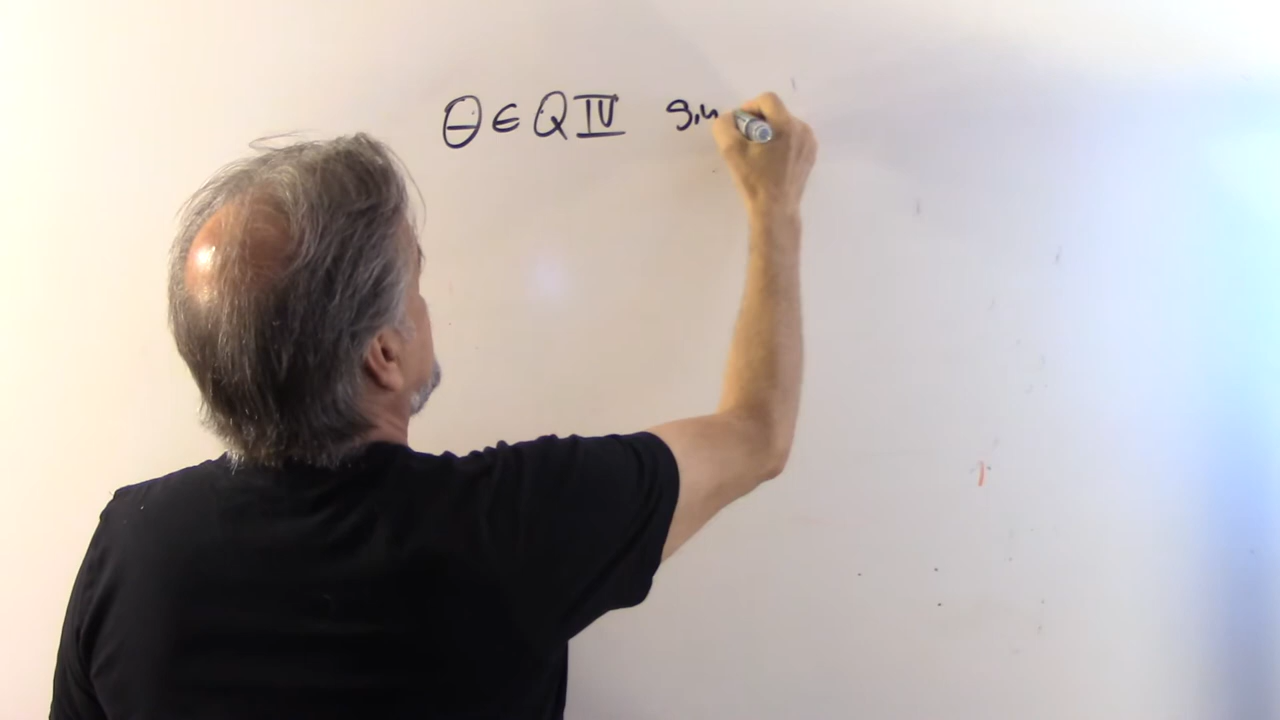 θ ∈ Q IV sin